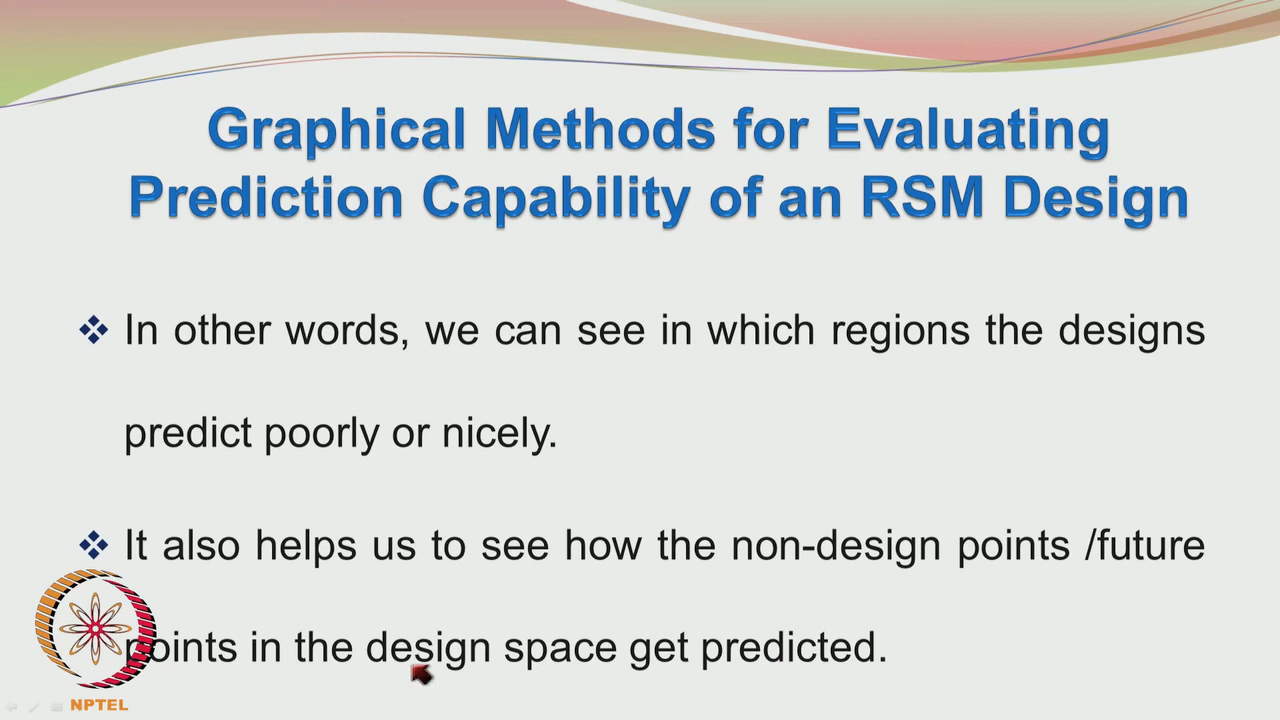 Graphical Methods for Evaluating
Prediction Capability of an RSM Design
In other words, we can see in which regions the designs
predict poorly or nicely.
It also helps us to see how the non-design points /future
points in the design space get predicted.
NPTEL